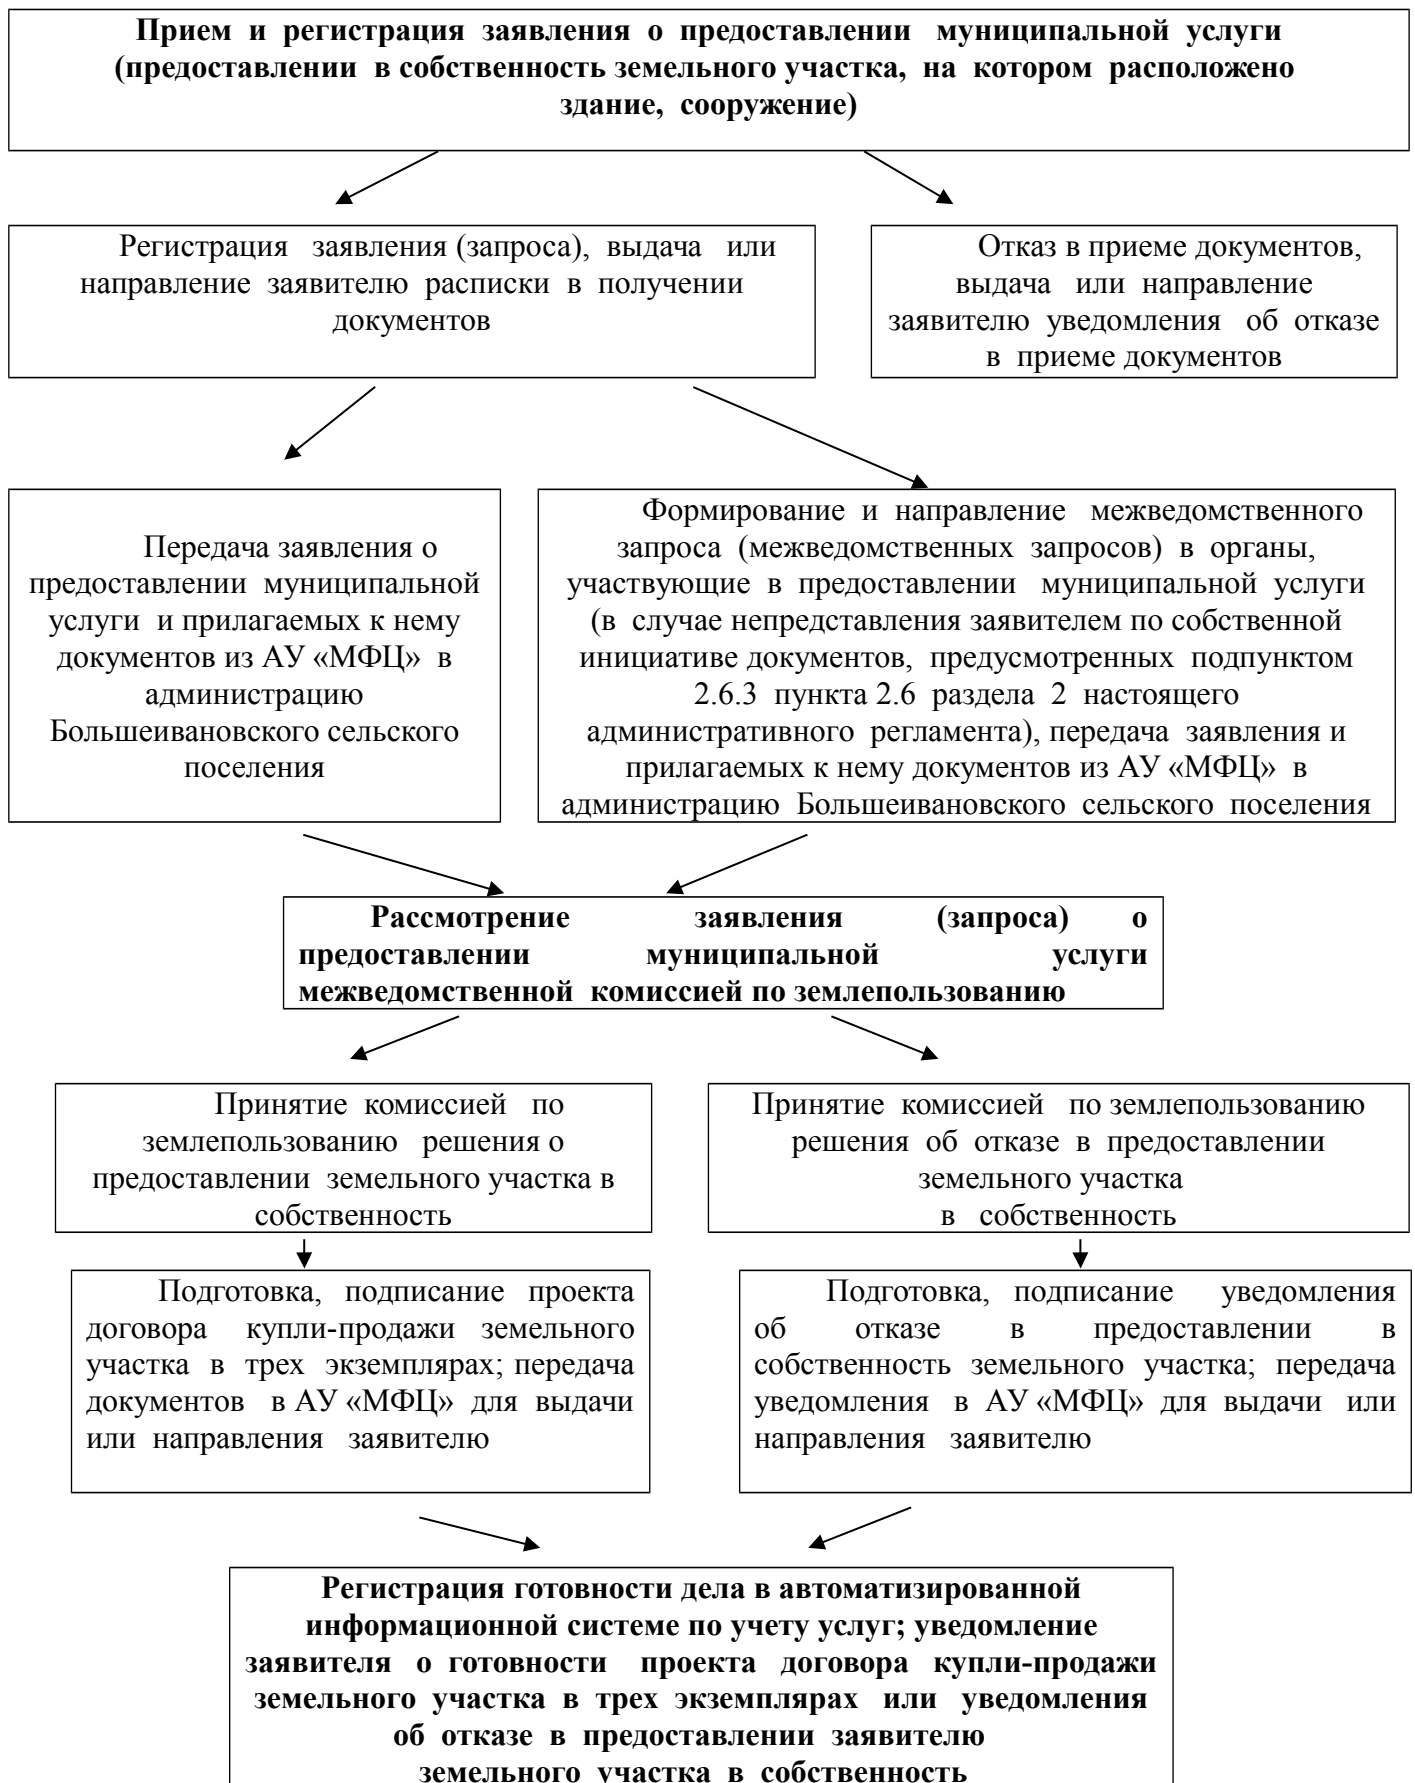 Прием и регистрация заявления о предоставлении муниципальной услуги
(предоставлении в собственность земельного участка, на котором расположено
здание, сооружение)
Регистрация заявления (запроса), выдача или
направление заявителю расписки в получении
документов
Отказ в приеме документов,
выдача или направление
заявителю уведомления об отказе
в приеме документов
Передача заявления о
предоставлении муниципальной
услуги и прилагаемых к нему
документов из АУ «МФЦ» в
администрацию
Большеивановского сельского
поселения
Формирование и направление межведомственного
запроса (межведомственных запросов) в органы,
участвующие в предоставлении муниципальной услуги
(в случае непредставления заявителем по собственной
инициативе документов, предусмотренных подпунктом
2.6.3 пункта 2.6 раздела 2 настоящего
административного регламента), передача заявления и
прилагаемых к нему документов из АУ «МФЦ» в
администрацию Большеивановского сельского поселения
Рассмотрение заявления (запроса) о
предоставлении муниципальной услуги
межведомственной комиссией по землепользованию
Принятие комиссией по
землепользованию решения о
предоставлении земельного участка в
собственность
Принятие комиссией по землепользованию
решения об отказе в предоставлении
земельного участка
в собственность
Подготовка, подписание проекта
договора купли-продажи земельного
участка в трех экземплярах; передача
документов в АУ «МФЦ» для выдачи
или направления заявителю
Подготовка, подписание уведомления
об отказе в предоставлении в
собственность земельного участка; передача
уведомления в АУ «МФЦ» для выдачи или
направления заявителю
Регистрация готовности дела в автоматизированной
информационной системе по учету услуг; уведомление
заявителя о готовности проекта договора купли-продажи
земельного участка в трех экземплярах или уведомления
об отказе в предоставлении заявителю
земельного участка в собственность